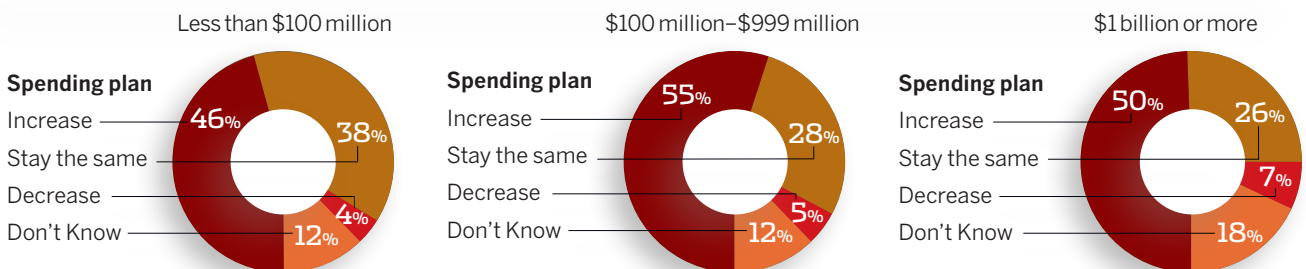 Less than $100 million
Spending plan
Increase
46%
Stay the same
38%
Decrease
4%
Don't Know
12%
$100 million–$999 million
Spending plan
Increase
55%
Stay the same
28%
Decrease
5%
Don't Know
12%
$1 billion or more
Spending plan
Increase
50%
Stay the same
26%
Decrease
7%
Don't Know
18%